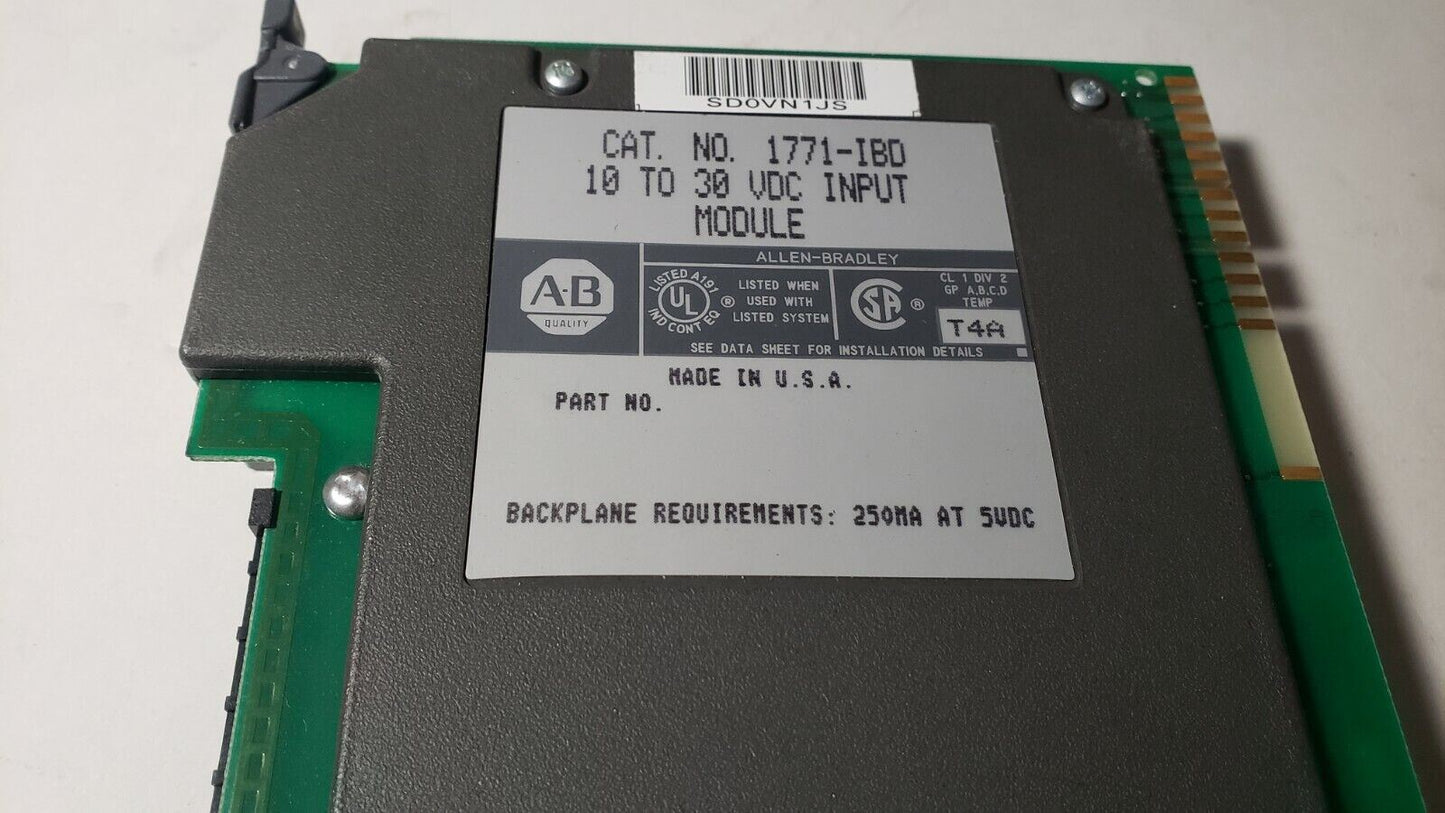 SD0VN1JS
CAT. NO. 1771-IBD
10 TO 30 VDC INPUT
MODULE
ALLEN-BRADLEY
A-B
QUALITY
LISTED A191
UL
IND CONT EQ
®
LISTED WHEN
USED WITH
LISTED SYSTEM
CSA
®
CL 1 DIV 2
GP A,B,C,D
TEMP
T4A
SEE DATA SHEET FOR INSTALLATION DETAILS
MADE IN U.S.A.
PART NO.
BACKPLANE REQUIREMENTS: 250MA AT 5VDC